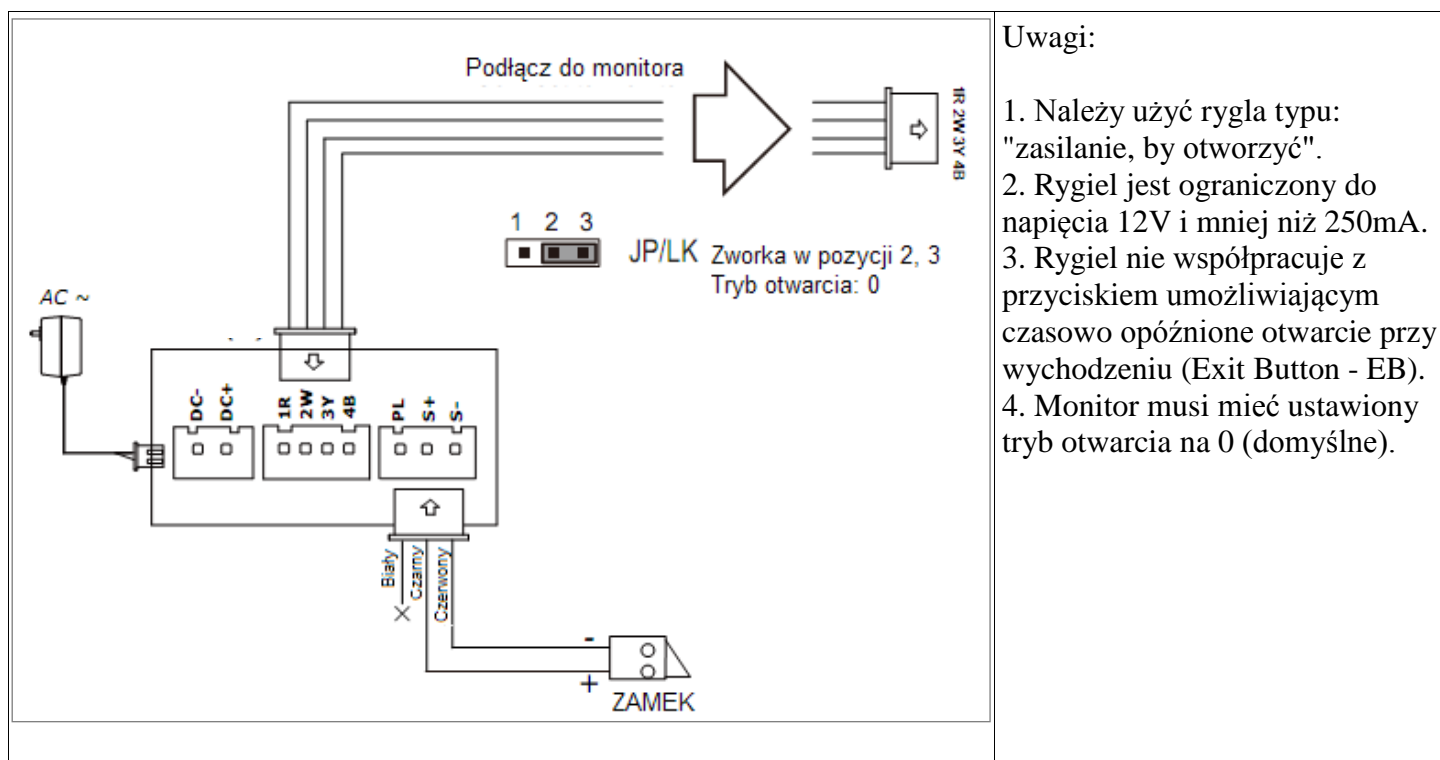 Podłącz do monitora
1R 2W 3Y 4B
1 2 3
JP/LK Zworka w pozycji 2, 3
Tryb otwarcia: 0
AC ~
DC-
DC+
1R
2W
3Y
4B
PL
S+
S-
Biały
Czarny
Czerwony
X
-
+
ZAMEK
Uwagi:
1. Należy użyć rygla typu:
"zasilanie, by otworzyć".
2. Rygiel jest ograniczony do
napięcia 12V i mniej niż 250mA.
3. Rygiel nie współpracuje z
przyciskiem umożliwiającym
czasowo opóźnione otwarcie przy
wychodzeniu (Exit Button - EB).
4. Monitor musi mieć ustawiony
tryb otwarcia na 0 (domyślne).